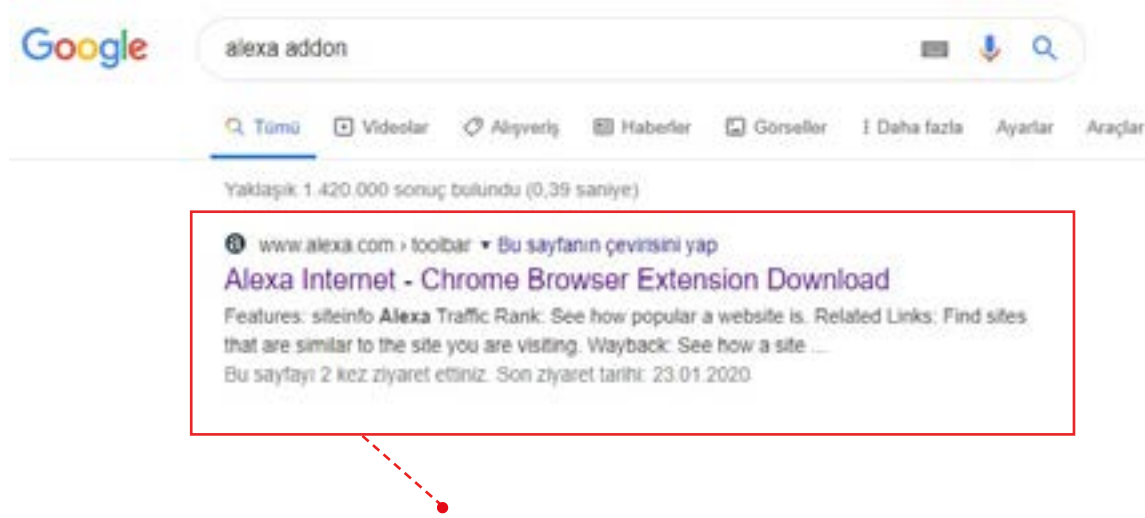 Google
alexa addon
Tümü Videolar Alışveriş Haberler Görseller Daha fazla Ayarlar Araçlar
Yaklaşık 1.420.000 sonuç bulundu (0,39 saniye)
www.alexa.com › toolbar ▾ Bu sayfanın çevirisini yap
Alexa Internet - Chrome Browser Extension Download
Features: siteinfo Alexa Traffic Rank: See how popular a website is. Related Links: Find sites
that are similar to the site you are visiting. Wayback: See how a site ...
Bu sayfayı 2 kez ziyaret ettiniz. Son ziyaret tarihi: 23.01.2020